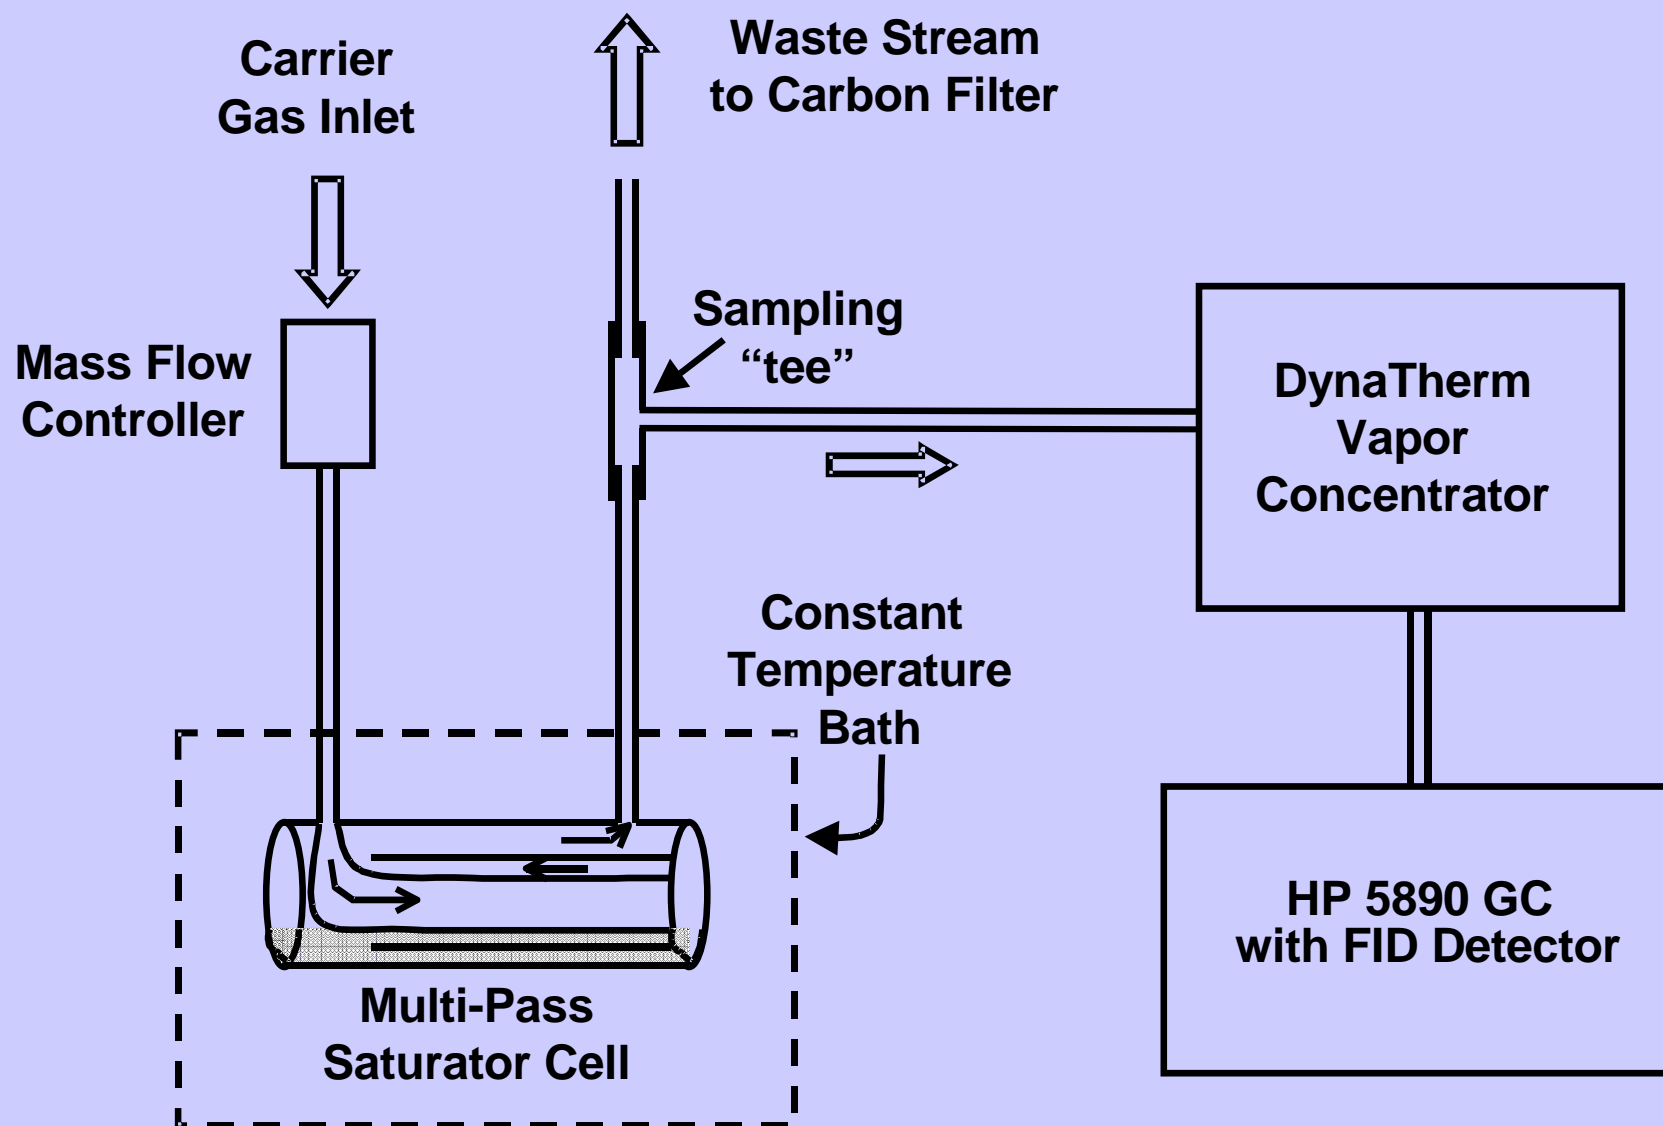 Carrier
Gas Inlet
Waste Stream
to Carbon Filter
Mass Flow
Controller
Sampling
“tee”
DynaTherm
Vapor
Concentrator
Constant
Temperature
Bath
Multi-Pass
Saturator Cell
HP 5890 GC
with FID Detector